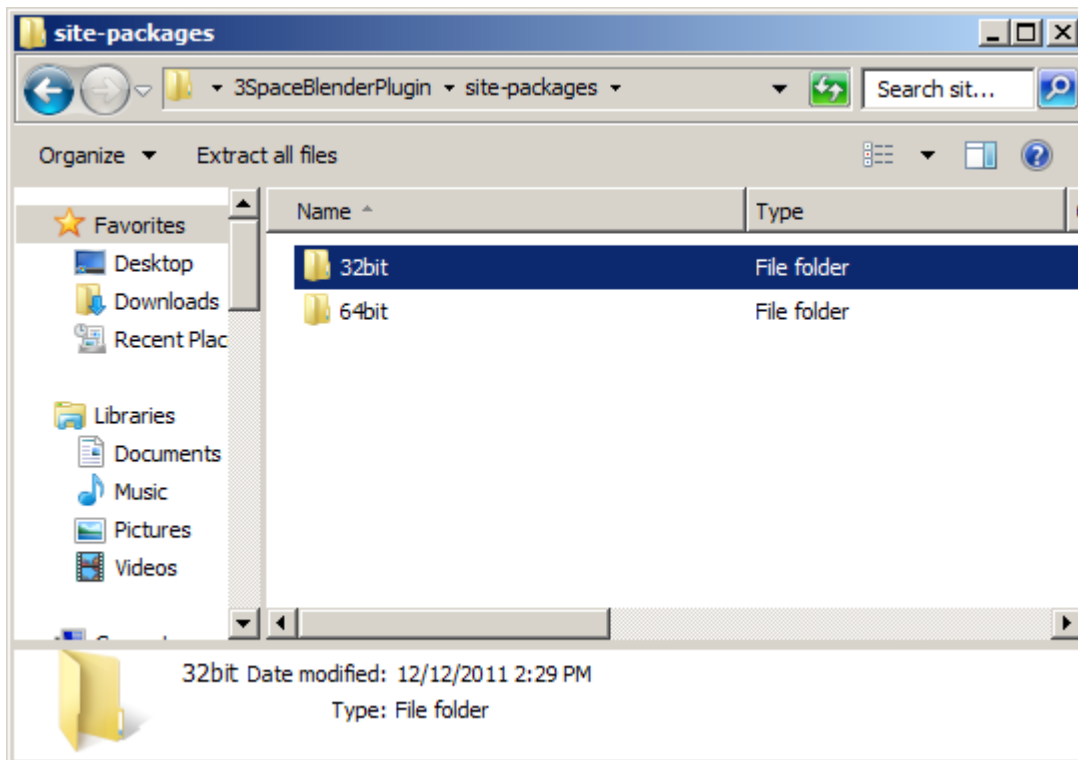 site-packages
3SpaceBlenderPlugin site-packages Search sit...
Organize Extract all files
Name Type
Favorites
Desktop
Downloads
Recent Plac
Libraries
Documents
Music
Pictures
Videos
32bit File folder
64bit File folder
32bit Date modified: 12/12/2011 2:29 PM
Type: File folder